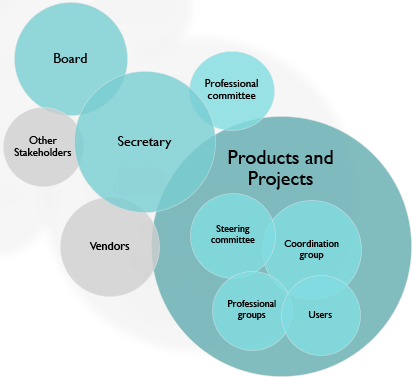 Board
Professional
committee
Other
Stakeholders
Secretary
Products and
Projects
Vendors
Steering
committee
Coordination
group
Professional
groups
Users